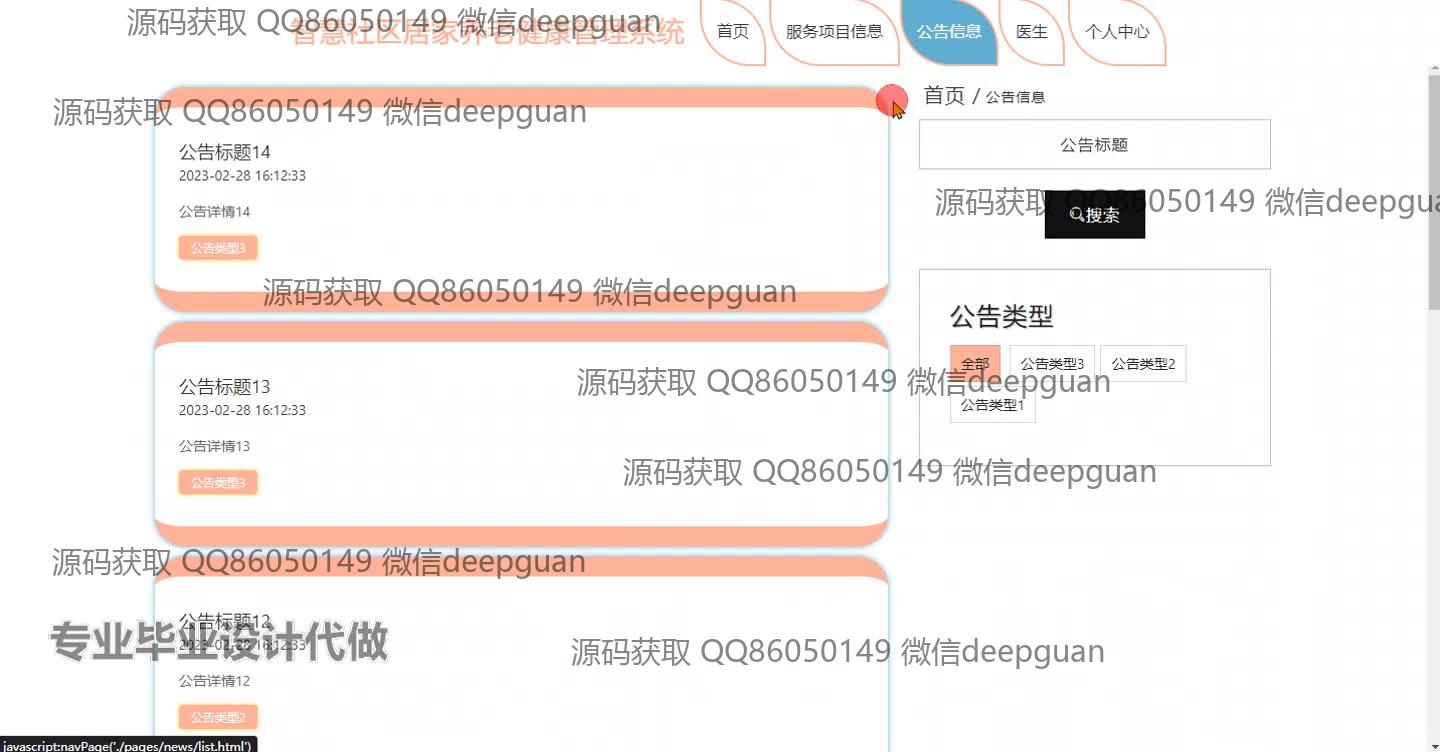 智慧社区居家养老健康管理系统
首页
服务项目信息
公告信息
医生
个人中心
源码获取 QQ86050149 微信deepguan
首页 / 公告信息
源码获取 QQ86050149 微信deepguan
公告标题
公告标题14
2023-02-28 16:12:33
源码获取 QQ86050149 微信deepgua
搜索
公告详情14
公告类型3
源码获取 QQ86050149 微信deepguan
公告类型
全部
公告类型3
公告类型2
公告类型1
源码获取 QQ86050149 微信deepguan
公告标题13
2023-02-28 16:12:33
公告详情13
公告类型3
源码获取 QQ86050149 微信deepguan
源码获取 QQ86050149 微信deepguan
公告标题12
2023-02-28 16:12:33
专业毕业设计代做
源码获取 QQ86050149 微信deepguan
公告详情12
公告类型2
javascript:navPage('./pages/news/list.html')